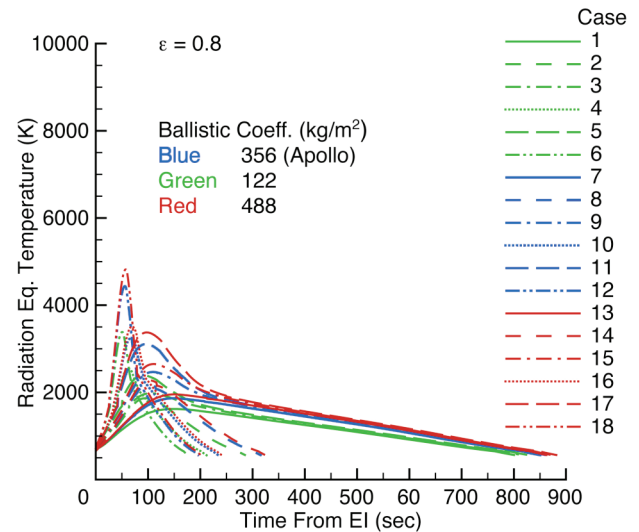 Case
10000
8000
6000
4000
2000
0
Radiation Eq. Temperature (K)
ε = 0.8
Ballistic Coeff. (kg/m²)
Blue 356 (Apollo)
Green 122
Red 488
1
2
3
4
5
6
7
8
9
10
11
12
13
14
15
16
17
18
0 100 200 300 400 500 600 700 800 900
Time From EI (sec)